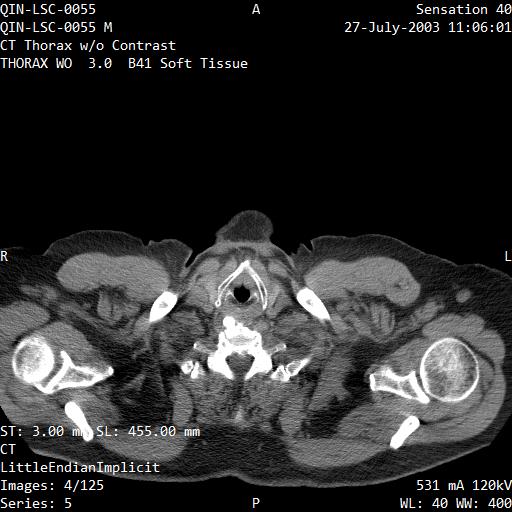 QIN-LSC-0055
A
Sensation 40
QIN-LSC-0055 M
27-July-2003 11:06:01
CT Thorax w/o Contrast
THORAX WO 3.0 B41 Soft Tissue
R
L
ST: 3.00 mm SL: 455.00 mm
CT
LittleEndianImplicit
Images: 4/125
531 mA 120kV
Series: 5
P
WL: 40 WW: 400